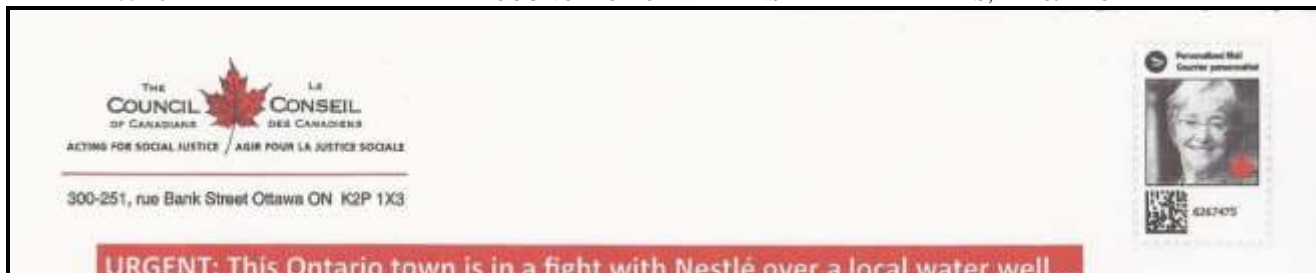 THE
COUNCIL
OF CANADIANS
LE
CONSEIL
DES CANADIENS
ACTING FOR SOCIAL JUSTICE / AGIR POUR LA JUSTICE SOCIALE
300-251, rue Bank Street Ottawa ON K2P 1X3
Personalized Mail
Courrier personnalisé
6267475
URGENT: This Ontario town is in a fight with Nestlé over a local water well